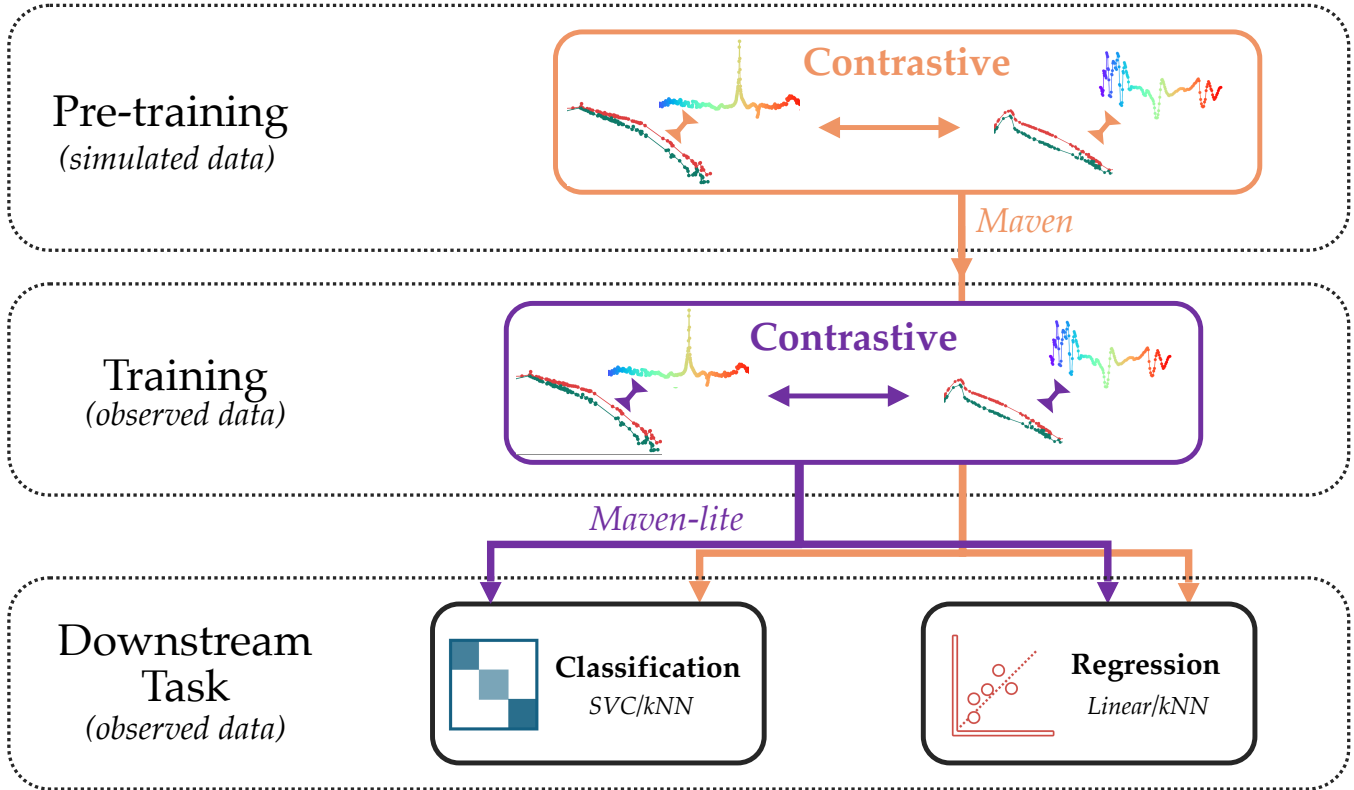 Pre-training
(simulated data)
Contrastive
Maven
Training
(observed data)
Contrastive
Maven-lite
Downstream
Task
(observed data)
Classification
SVC/kNN
Regression
Linear/kNN